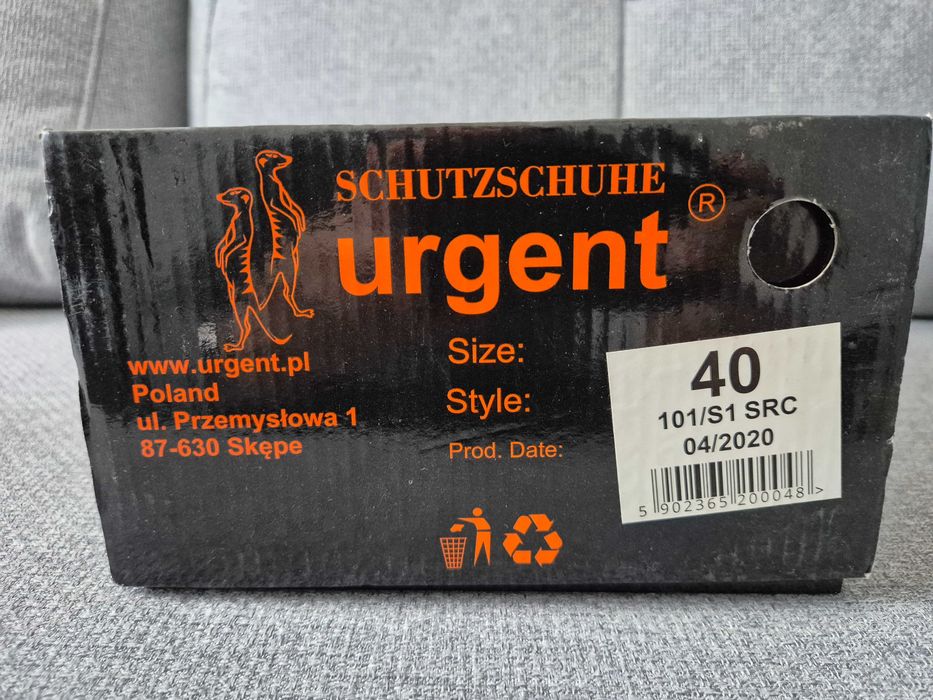 SCHUTZSCHUHE
urgent®
www.urgent.pl
Poland
ul. Przemysłowa 1
87-630 Skępe
Size:
Style:
Prod. Date:
40
101/S1 SRC
04/2020
5 902365 200048 >